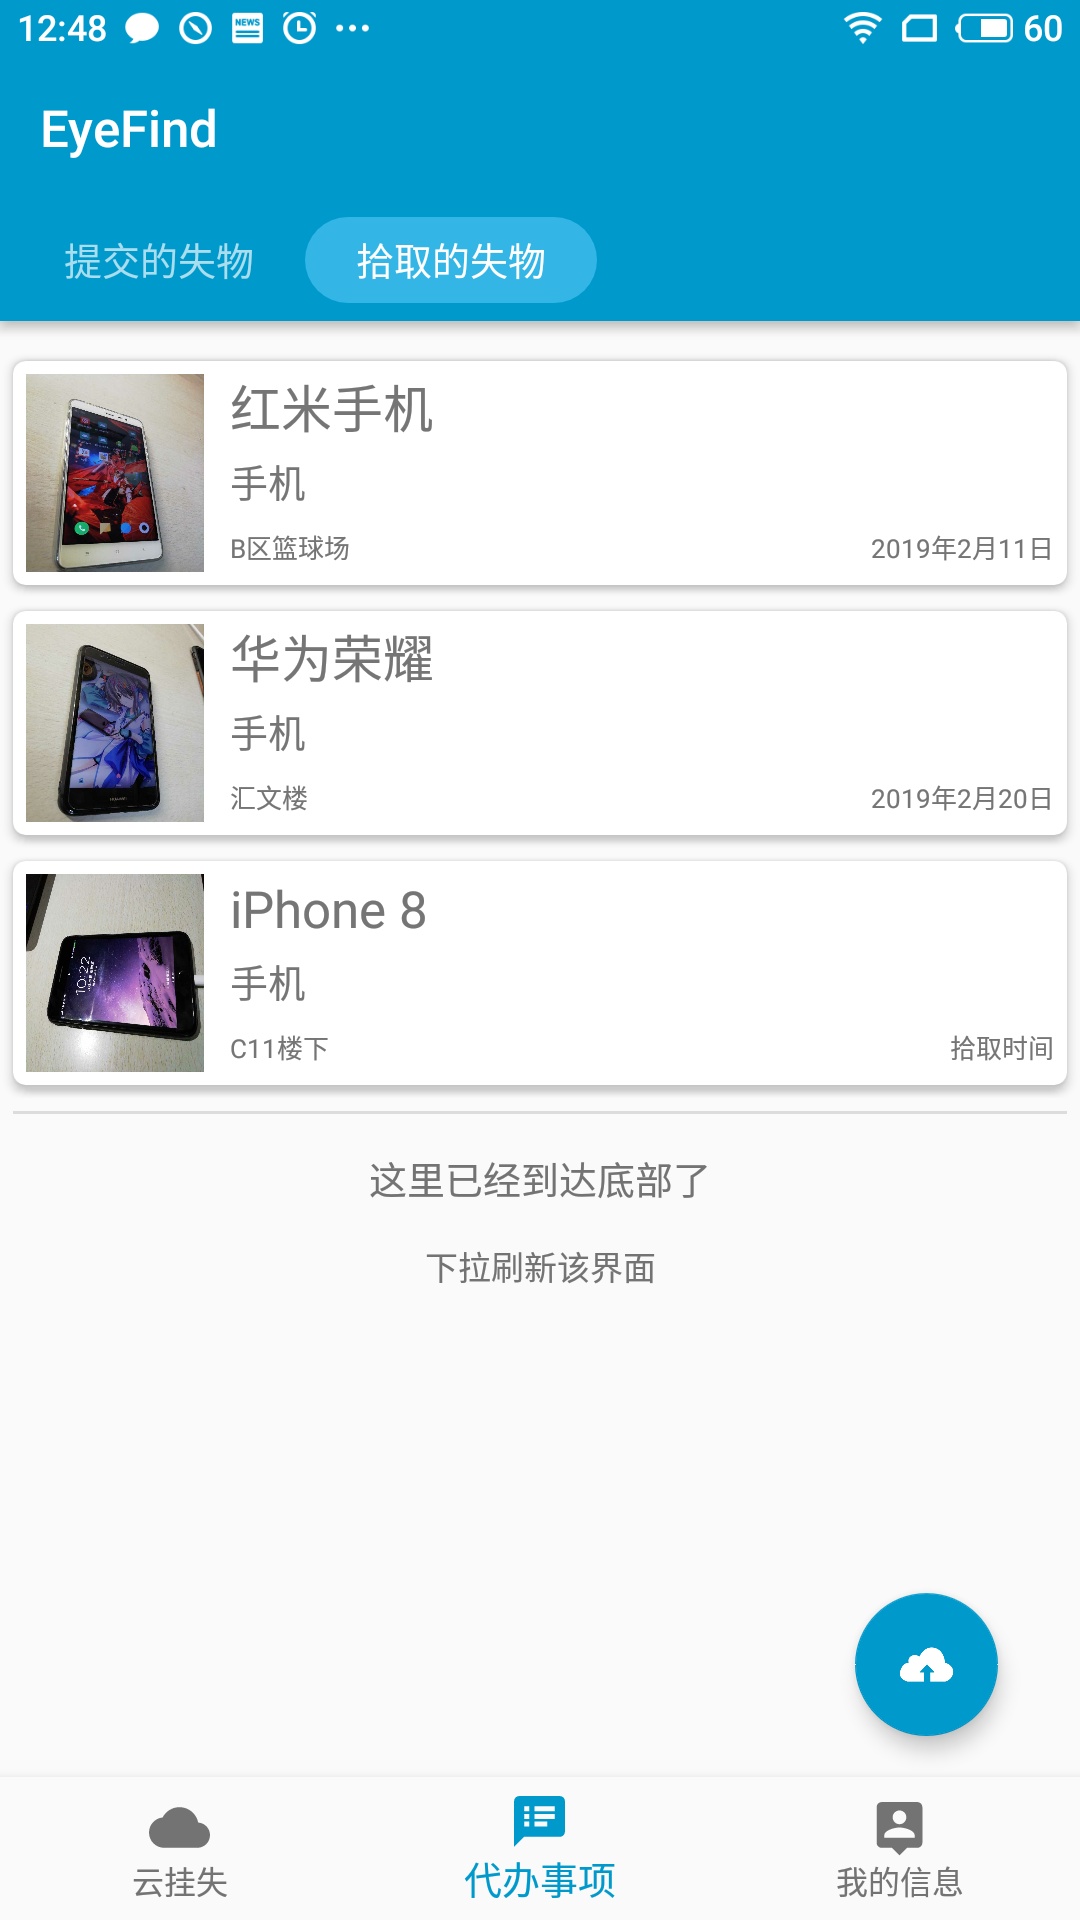 12:48 NEWS 60
EyeFind
提交的失物 拾取的失物
红米手机
手机
B区篮球场 2019年2月11日
华为荣耀
手机
汇文楼 2019年2月20日
iPhone 8
10:22
手机
C11楼下 拾取时间
这里已经到达底部了
下拉刷新该界面
云挂失 代办事项 我的信息